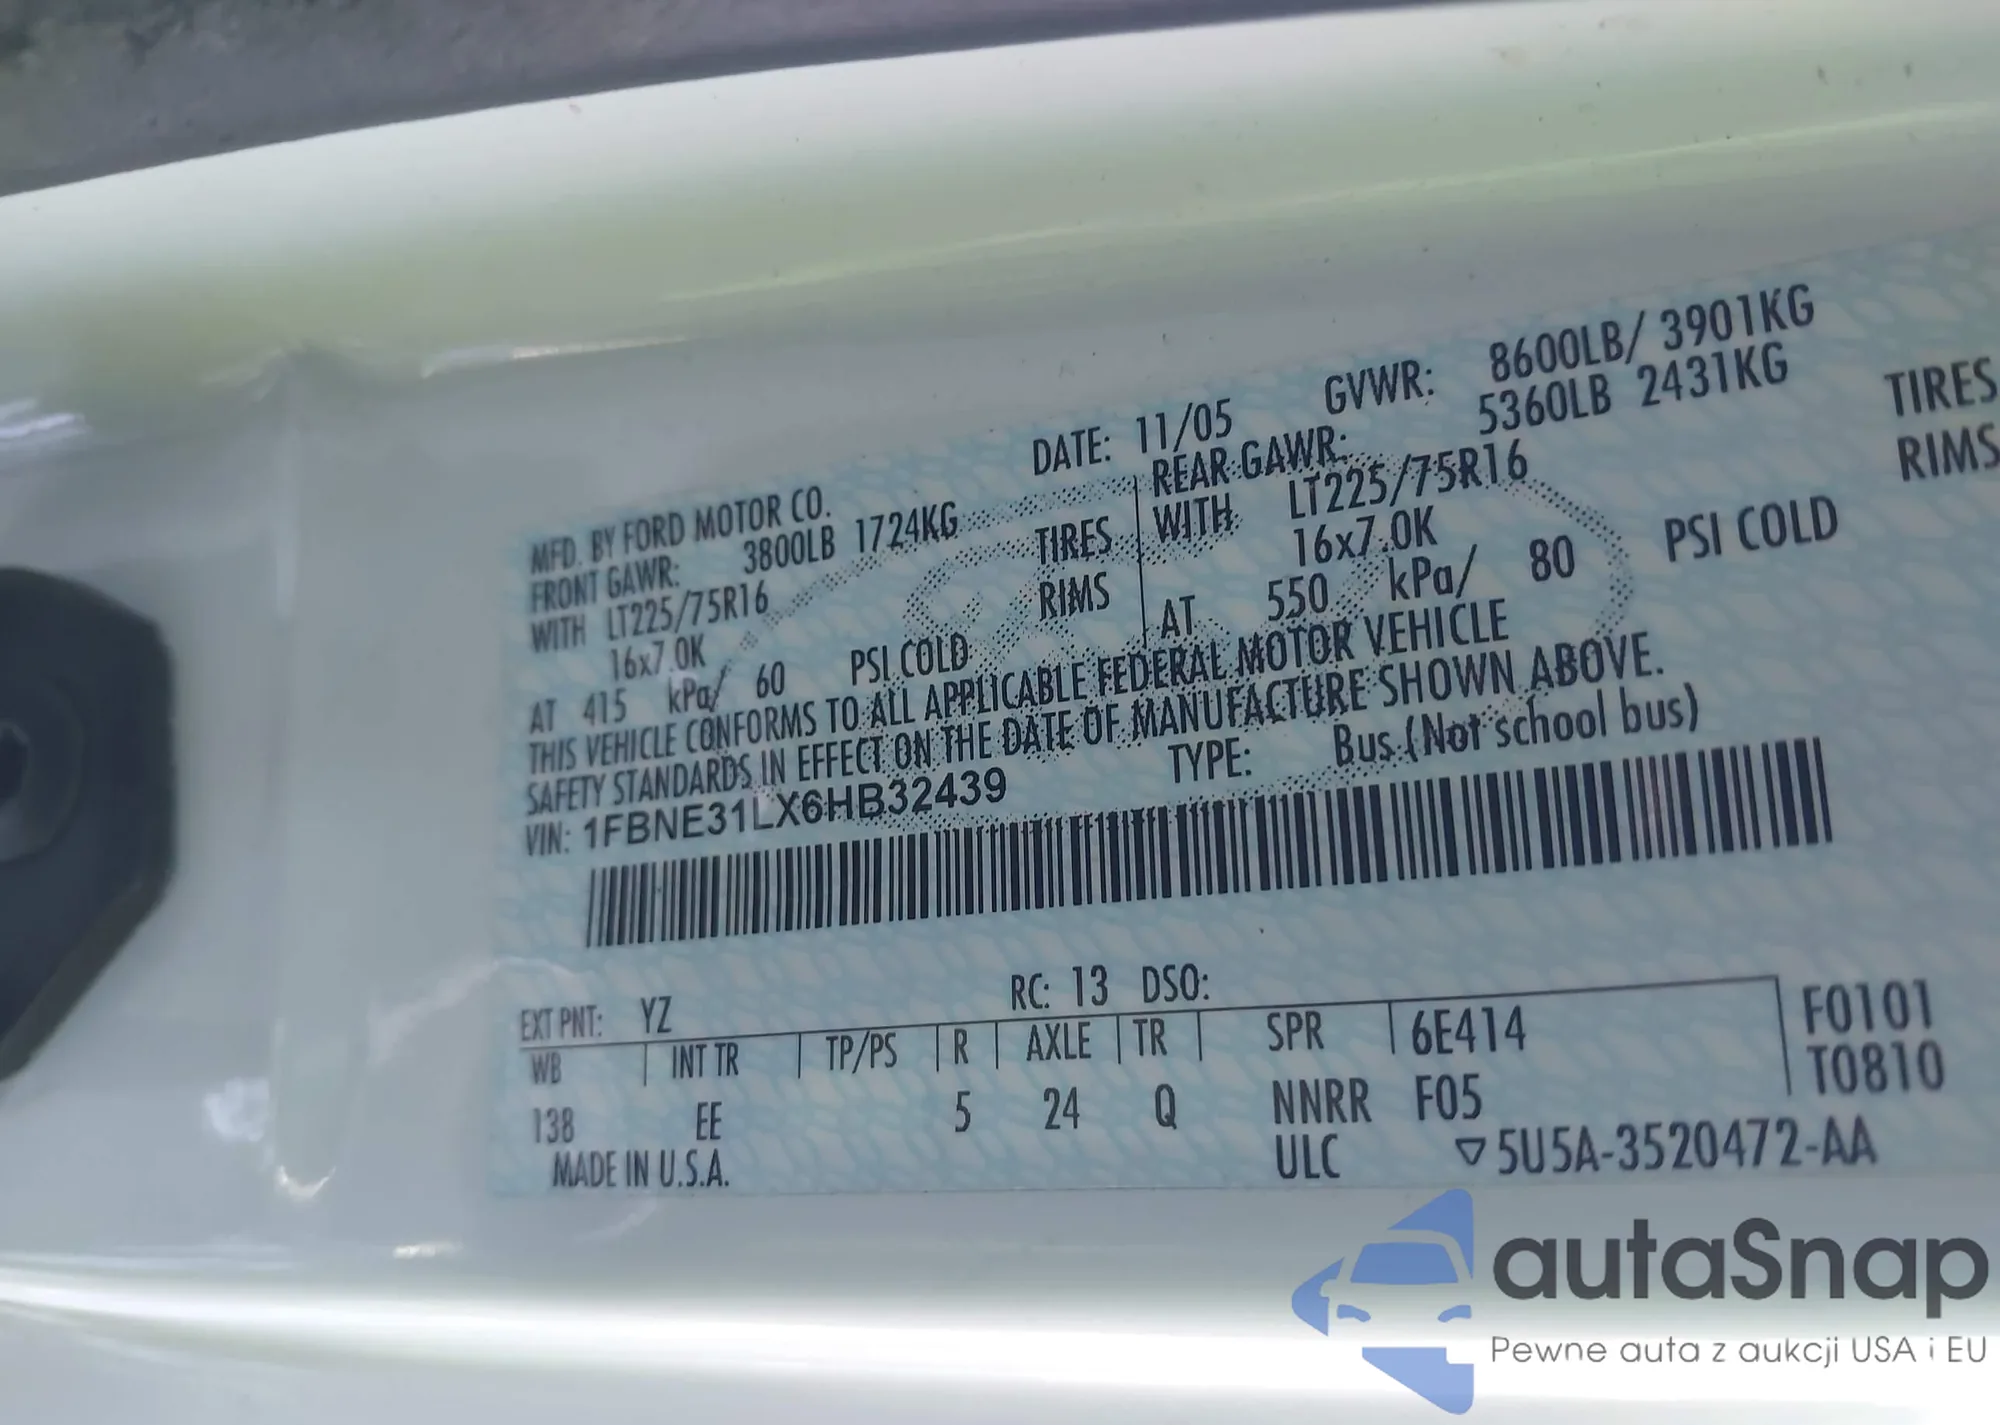 MFD. BY FORD MOTOR CO.
DATE: 11/05 GVWR: 8600LB/ 3901KG
FRONT GAWR: 3800LB 1724KG
REAR GAWR: 5360LB 2431KG
WITH LT225/75R16 TIRES
WITH LT225/75R16 TIRES
16x7.0K RIMS
16x7.0K RIMS
AT 415 kPa/ 60 PSI COLD
AT 550 kPa/ 80 PSI COLD
THIS VEHICLE CONFORMS TO ALL APPLICABLE FEDERAL MOTOR VEHICLE
SAFETY STANDARDS IN EFFECT ON THE DATE OF MANUFACTURE SHOWN ABOVE.
VIN: 1FBNE31LX6HB32439 TYPE: Bus (Not school bus)
EXT PNT: YZ RC: 13 DSO:
WB INT TR TP/PS R AXLE TR SPR 6E414 F0101
T0810
138 EE 5 24 Q NNRR F05
MADE IN U.S.A. ULC ▽5U5A-3520472-AA
autaSnap
Pewne auta z aukcji USA i EU